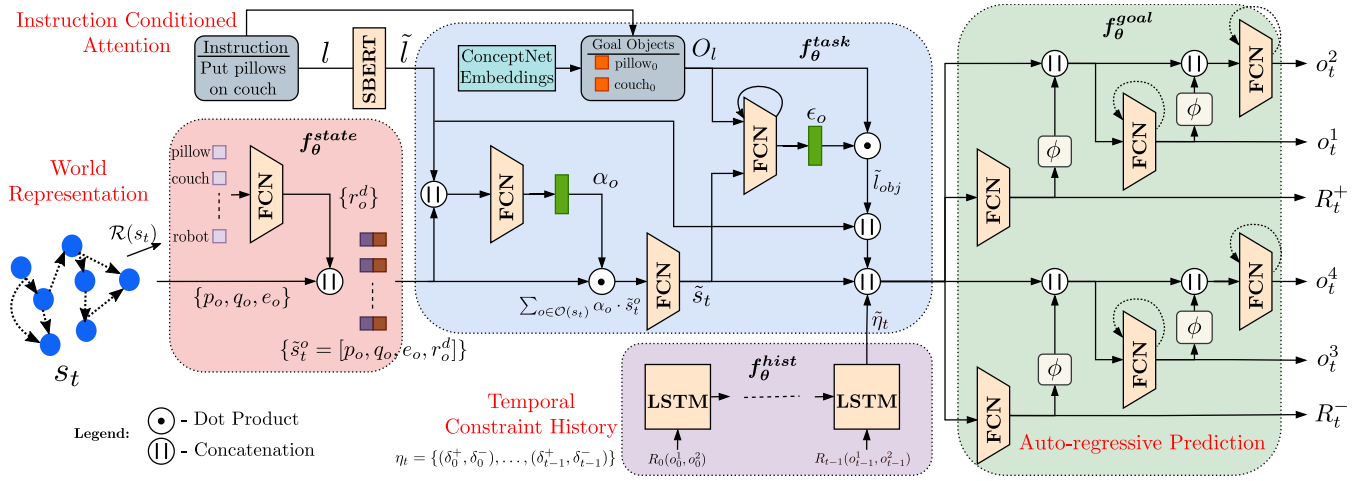 Instruction Conditioned
Attention
Instruction
Put pillows
on couch
l
SBERT
l̃
ConceptNet
Embeddings
Goal Objects
pillow₀
couch₀
O_l
f_θ^task
FCN
ϵ_o
l̃_obj
FCN
α_o
∑_{o∈𝒪(s_t)} α_o · s̃_t^o
FCN
s̃_t
η̃_t
World
Representation
f_θ^state
pillow
couch
robot
FCN
{r_o^d}
ℛ(s_t)
{p_o, q_o, e_o}
{s̃_t^o = [p_o, q_o, e_o, r_o^d]}
s_t
Legend:
- Dot Product
- Concatenation
Temporal
Constraint History
η_t = {(δ_0^+, δ_0^-), . . . , (δ_{t-1}^+, δ_{t-1}^-)}
f_θ^hist
LSTM
LSTM
R_0(o_0^1, o_0^2)
R_{t-1}(o_{t-1}^1, o_{t-1}^2)
f_θ^goal
FCN
o_t^2
ϕ
FCN
o_t^1
ϕ
FCN
R_t^+
FCN
o_t^4
ϕ
FCN
o_t^3
ϕ
FCN
R_t^-
Auto-regressive Prediction